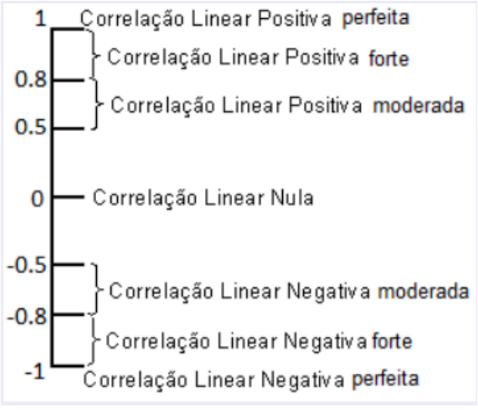 1 Correlação Linear Positiva perfeita
Correlação Linear Positiva forte
0.8
Correlação Linear Positiva moderada
0.5
0 Correlação Linear Nula
-0.5
Correlação Linear Negativa moderada
-0.8
Correlação Linear Negativa forte
-1 Correlação Linear Negativa perfeita